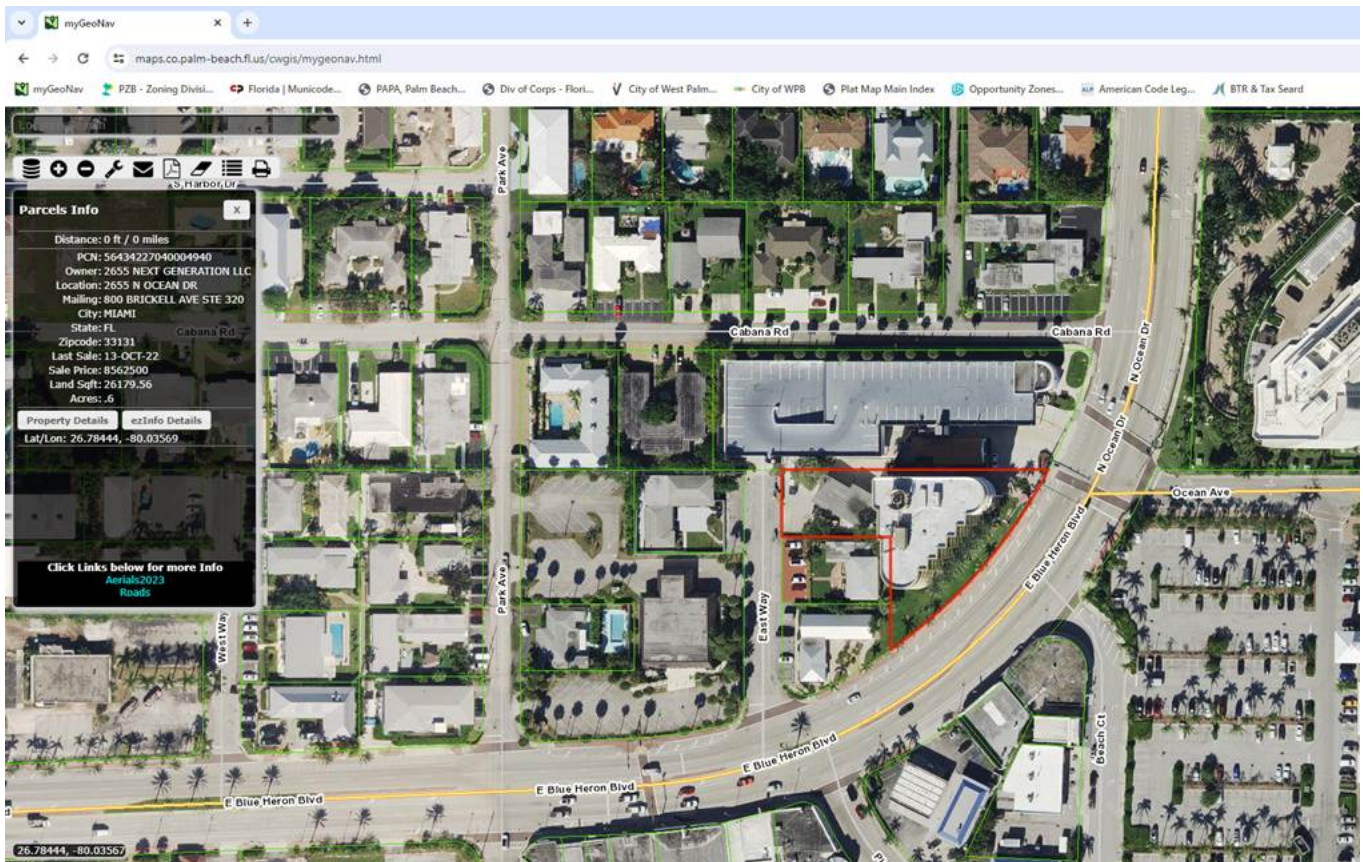 myGeoNav
maps.co.palm-beach.fl.us/cwgis/mygeonav.html
myGeoNav
PZB - Zoning Divisi...
Florida | Municode...
PAPA, Palm Beach...
Div of Corps - Flori...
City of West Palm...
City of WPB
Plat Map Main Index
Opportunity Zones...
American Code Leg...
BTR & Tax Seard
S Harbor Dr
Park Ave
Parcels Info
X
Distance: 0 ft / 0 miles
PCN: 56434227040004940
Owner: 2655 NEXT GENERATION LLC
Location: 2655 N OCEAN DR
Mailing: 800 BRICKELL AVE STE 320
City: MIAMI
State: FL
Zipcode: 33131
Last Sale: 13-OCT-22
Sale Price: 8562500
Land Sqft: 26179.56
Acres: .6
Property Details
ezInfo Details
Lat/Lon: 26.78444, -80.03569
Click Links below for more Info
Aerials2023
Roads
Cabana Rd
Cabana Rd
Cabana Rd
N Ocean Dr
N Ocean Dr
Ocean Ave
E Blue Heron Blvd
Park Ave
East Way
West Way
Beach Ct
E Blue Heron Blvd
E Blue Heron Blvd
E Blue Heron Blvd
26.78444, -80.03567